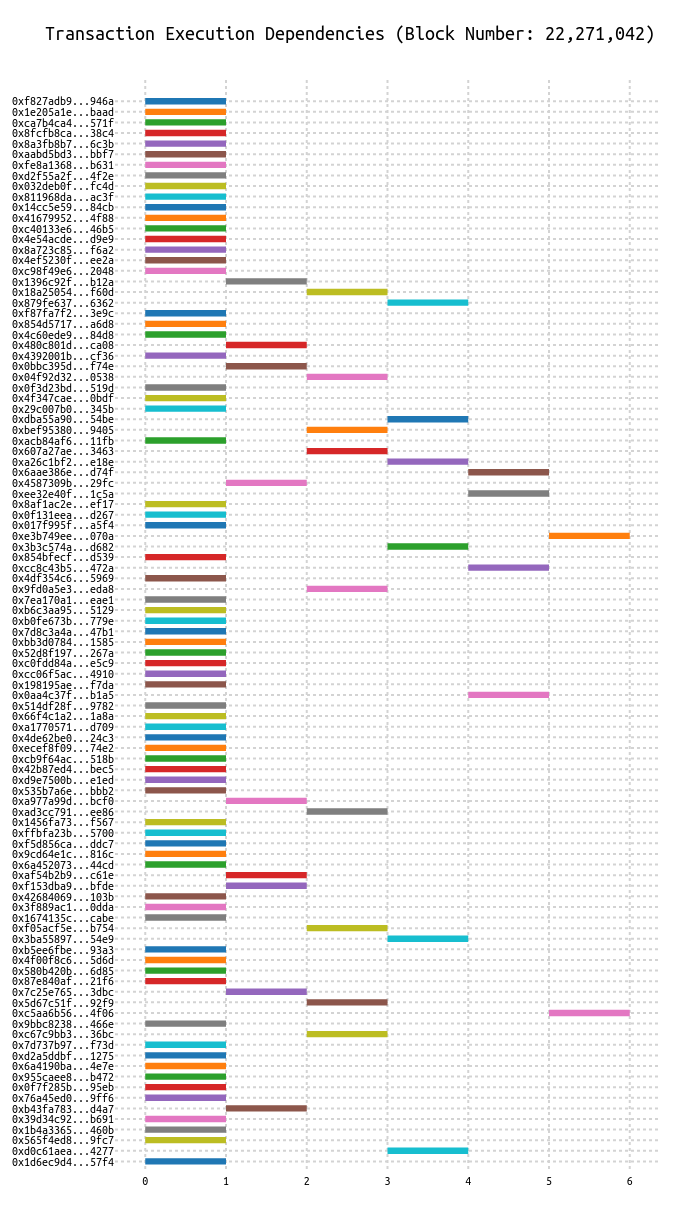 Transaction Execution Dependencies (Block Number: 22,271,042)
0xf827adb9...946a
0x1e205a1e...baad
0xca7b4ca4...571f
0x8fcfb8ca...38c4
0x8a3fb8b7...6c3b
0xaabd5bd3...bbf7
0xfe8a1368...b631
0xd2f55a2f...4f2e
0x032deb0f...fc4d
0x811968da...ac3f
0x14cc5e59...84cb
0x41679952...4f88
0xc40133e6...46b5
0x4e54acde...d9e9
0x8a723c85...f6a2
0x4ef5230f...ee2a
0xc98f49e6...2048
0x1396c92f...b12a
0x18a25054...f60d
0x879fe637...6362
0xf87fa7f2...3e9c
0x854d5717...a6d8
0x4c60ede9...84d8
0x480c801d...ca08
0x4392001b...cf36
0x0bbc395d...f74e
0x04f92d32...0538
0x0f3d23bd...519d
0x4f347cae...0bdf
0x29c007b0...345b
0xdba55a90...54be
0xbef95380...9405
0xacb84af6...11fb
0x607a27ae...3463
0xa26c1bf2...e18e
0x6aae386e...d74f
0x4587309b...29fc
0xee32e40f...1c5a
0x8af1ac2e...ef17
0x0f131eea...d267
0x017f995f...a5f4
0xe3b749ee...070a
0x3b3c574a...d682
0x854bfecf...d539
0xcc8c43b5...472a
0x4df354c6...5969
0x9fd0a5e3...eda8
0x7ea170a1...eae1
0xb6c3aa95...5129
0xb0fe673b...779e
0x7d8c3a4a...47b1
0xbb3d0784...1585
0x52d8f197...267a
0xc0fdd84a...e5c9
0xcc06f5ac...4910
0x198195ae...f7da
0x0aa4c37f...b1a5
0x514df28f...9782
0x66f4c1a2...1a8a
0xa1770571...d709
0x4de62be0...24c3
0xecef8f09...74e2
0xcb9f64ac...518b
0x42b87ed4...bec5
0xd9e7500b...e1ed
0x535b7a6e...bbb2
0xa977a99d...bcf0
0xad3cc791...ee86
0x1456fa73...f567
0xffbfa23b...5700
0xf5d856ca...ddc7
0x9cd64e1c...816c
0x6a452073...44cd
0xaf54b2b9...c61e
0xf153dba9...bfde
0x42684069...103b
0x3f889ac1...0dda
0x1674135c...cabe
0xf05acf5e...b754
0x3ba55897...54e9
0xb5ee6fbe...93a3
0x4f00f8c6...5d6d
0x580b420b...6d85
0x87e840af...21f6
0x7c25e765...3dbc
0x5d67c51f...92f9
0xc5aa6b56...4f06
0x9bbc8238...466e
0xc67c9bb3...36bc
0x7d737b97...f73d
0xd2a5ddbf...1275
0x6a4190ba...4e7e
0x955caee8...b472
0x0f7f285b...95eb
0x76a45ed0...9ff6
0xb43fa783...d4a7
0x39d34c92...b691
0x1b4a3365...460b
0x565f4ed8...9fc7
0xd0c61aea...4277
0x1d6ec9d4...57f4
0 1 2 3 4 5 6